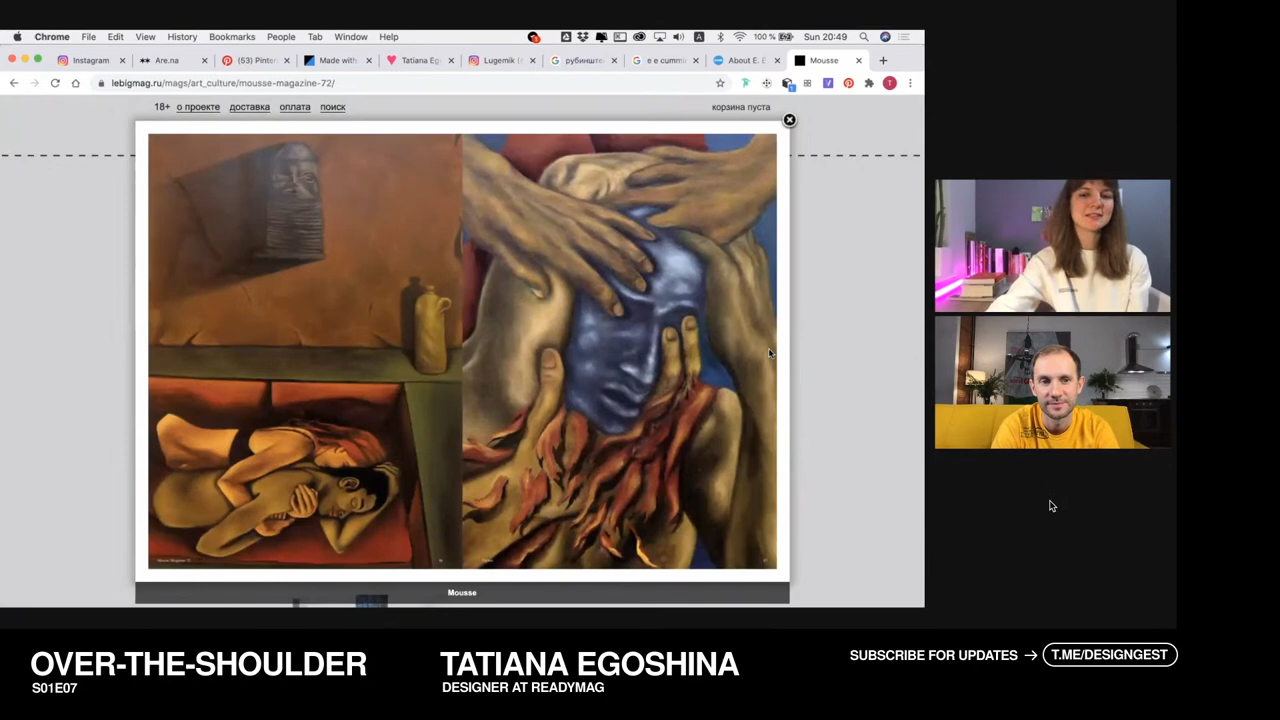 Chrome File Edit View History Bookmarks People Tab Window Help
100 % Sun 20:49
Instagram
Are.na
(53) Pinter
Made with
Tatiana Eg
Lugemik (
рубинште
e e cummi
About E. E
Mousse
lebigmag.ru/mags/art_culture/mousse-magazine-72/
18+ о проекте доставка оплата поиск
корзина пуста
Mousse
OVER-THE-SHOULDER
S01E07
TATIANA EGOSHINA
DESIGNER AT READYMAG
SUBSCRIBE FOR UPDATES → T.ME/DESIGNGEST